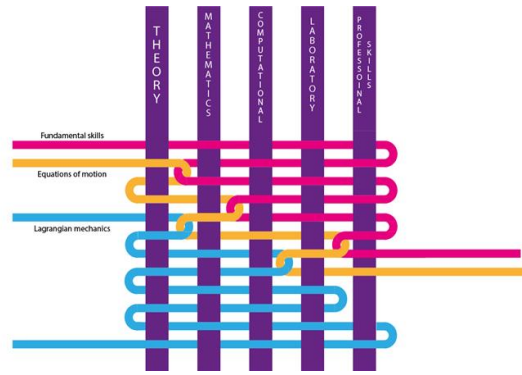 THEORY
MATHEMATICS
COMPUTATIONAL
LABORATORY
PROFESSOINAL
SKILLS
Fundamental skills
Equations of motion
Lagrangian mechanics